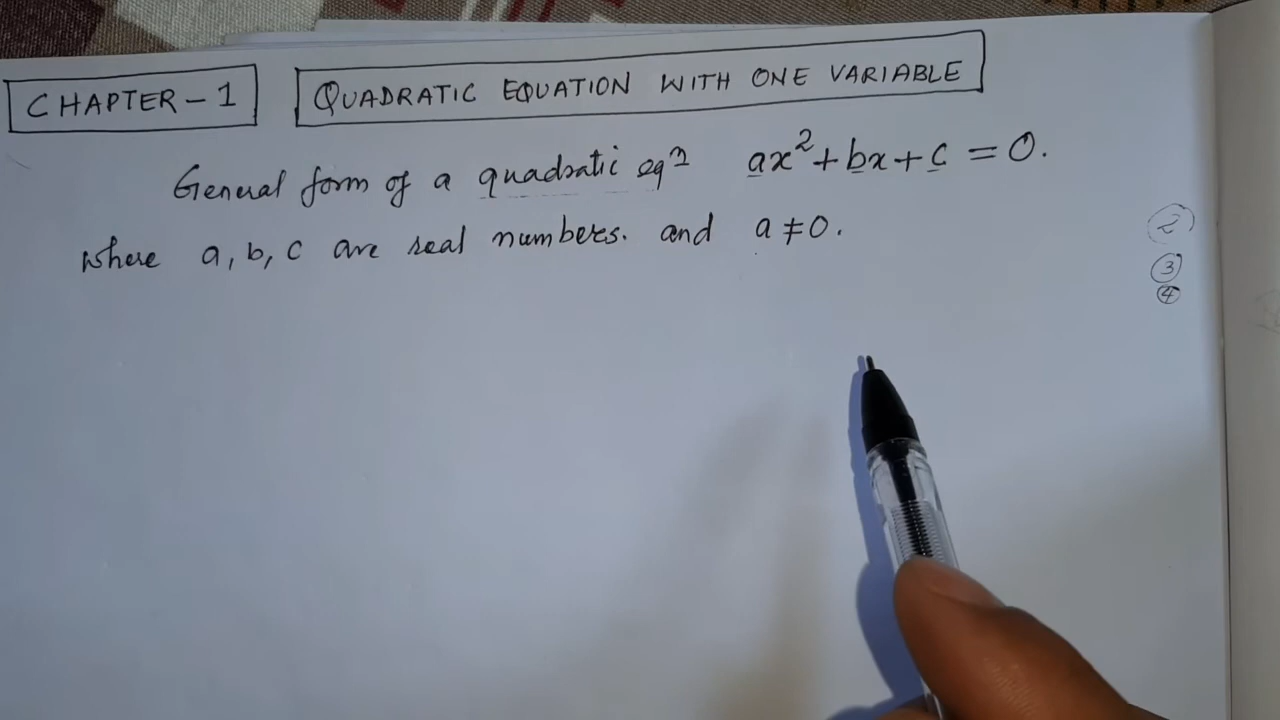 CHAPTER-1 QUADRATIC EQUATION WITH ONE VARIABLE
General form of a quadratic eqn ax²+bx+c=0.
where a, b, c are real numbers. and a≠0.
2
3
4